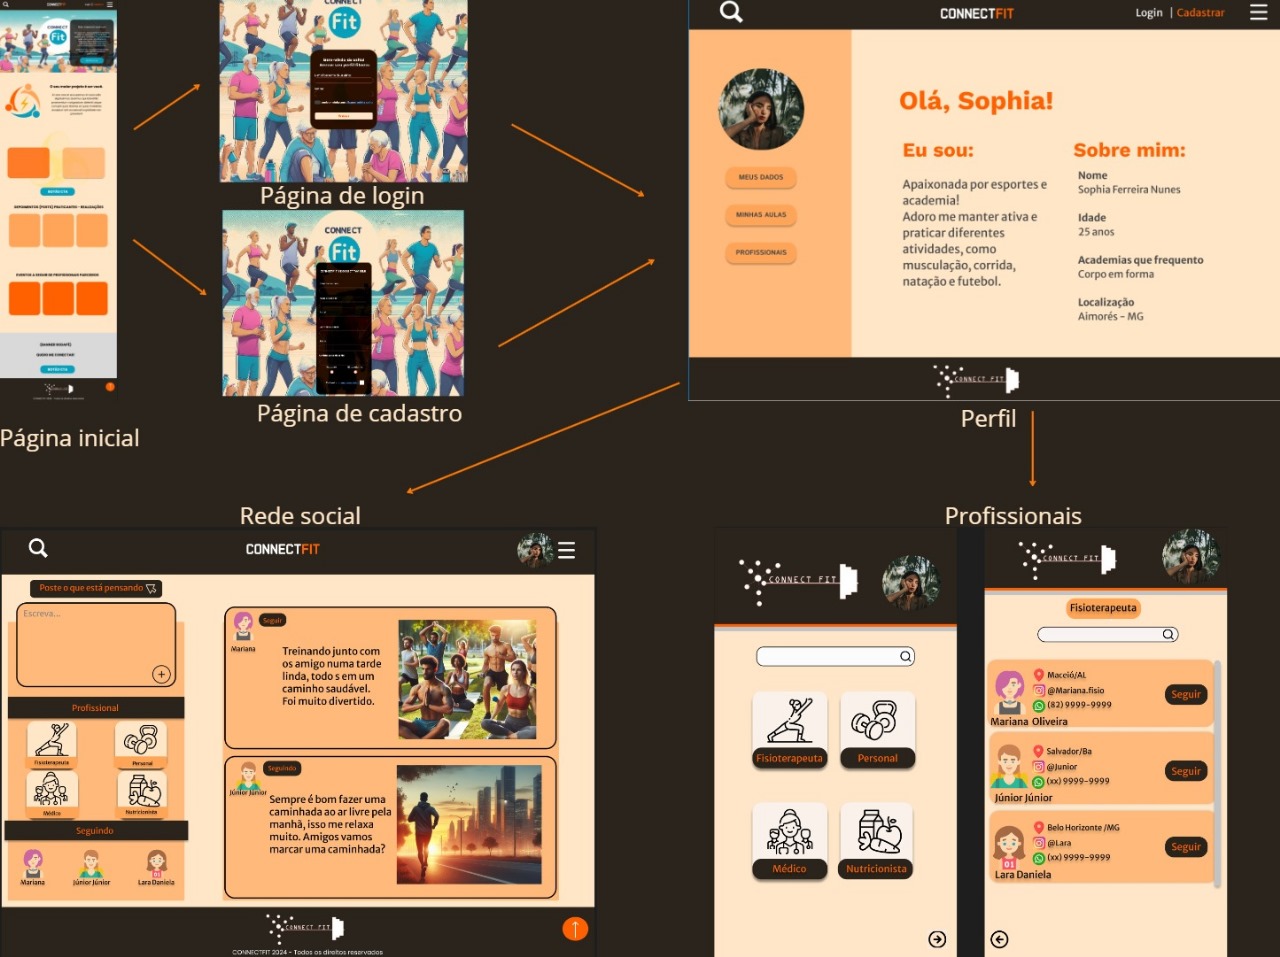 CONNECTFIT
CONNECT
Fit
Página de login
CONNECT
Fit
Página de cadastro
Página inicial
CONNECTFIT
Login | Cadastrar
Olá, Sophia!
MEUS DADOS
MINHAS AULAS
PROFISSIONAIS
Eu sou:
Apaixonada por esportes e
academia!
Adoro me manter ativa e
praticar diferentes
atividades, como
musculação, corrida,
natação e futebol.
Sobre mim:
Nome
Sophia Ferreira Nunes
Idade
25 anos
Academias que frequento
Corpo em forma
Localização
Aimorés - MG
CONNECT FIT
Perfil
Rede social
CONNECTFIT
Poste o que está pensando
Escreva...
Profissional
Fisioterapeuta
Personal
Médico
Nutricionista
Seguindo
Mariana
Júnior Júnior
Lara Daniela
Seguir
Mariana
Treinando junto com
os amigo numa tarde
linda, todo s em um
caminho saudável.
Foi muito divertido.
Seguindo
Júnior Júnior
Sempre é bom fazer uma
caminhada ao ar livre pela
manhã, isso me relaxa
muito. Amigos vamos
marcar uma caminhada?
CONNECT FIT
CONNECTFIT 2024 - Todos os direitos reservados
Profissionais
CONNECT FIT
Fisioterapeuta
Personal
Médico
Nutricionista
CONNECT FIT
Fisioterapeuta
Maceió/AL
@Mariana.fisio
(82) 9999-9999
Seguir
Mariana Oliveira
Salvador/Ba
@Junior
(xx) 9999-9999
Seguir
Júnior Júnior
Belo Horizonte /MG
@Lara
(xx) 9999-9999
Seguir
01
Lara Daniela